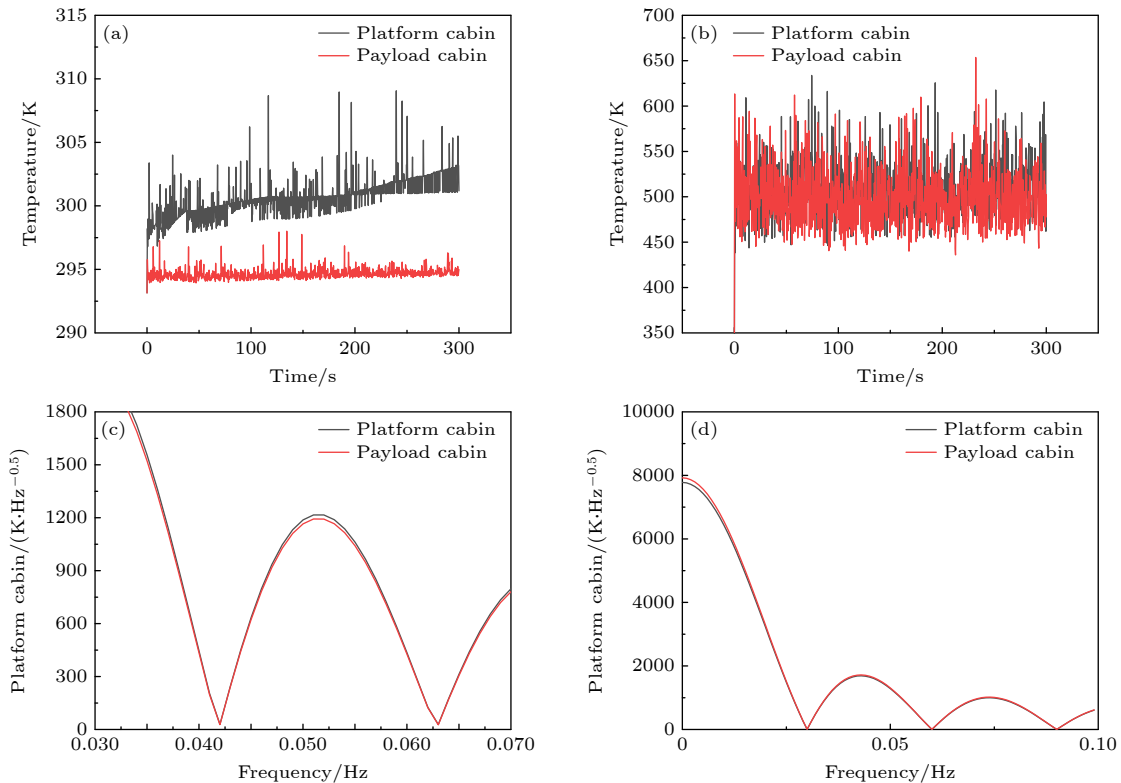 (a)
Platform cabin
Payload cabin
315
310
305
300
295
290
Temperature/K
0
100
200
300
Time/s
(b)
Platform cabin
Payload cabin
700
650
600
550
500
450
400
350
Temperature/K
0
100
200
300
Time/s
(c)
Platform cabin
Payload cabin
1800
1500
1200
900
600
300
0
Platform cabin/(K·Hz⁻⁰·⁵)
0.030
0.040
0.050
0.060
0.070
Frequency/Hz
(d)
Platform cabin
Payload cabin
10000
8000
6000
4000
2000
0
Platform cabin/(K·Hz⁻⁰·⁵)
0
0.05
0.10
Frequency/Hz